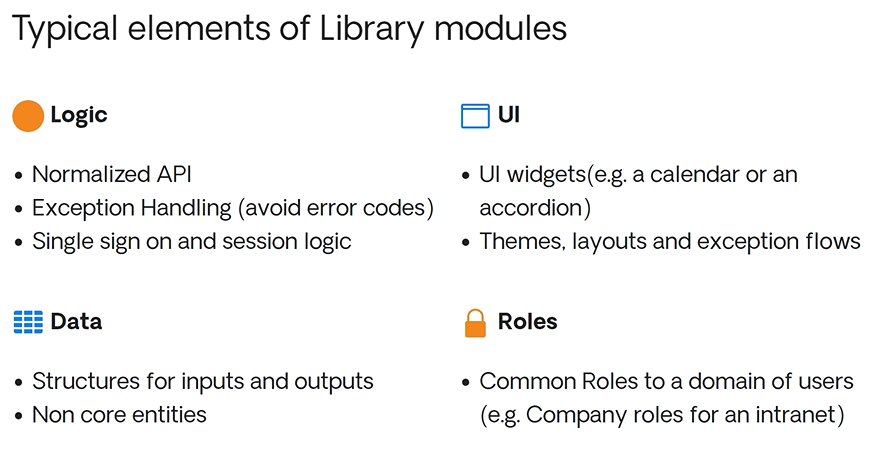 Typical elements of Library modules
Logic
• Normalized API
• Exception Handling (avoid error codes)
• Single sign on and session logic
UI
• UI widgets(e.g. a calendar or an
accordion)
• Themes, layouts and exception flows
Data
• Structures for inputs and outputs
• Non core entities
Roles
• Common Roles to a domain of users
(e.g. Company roles for an intranet)